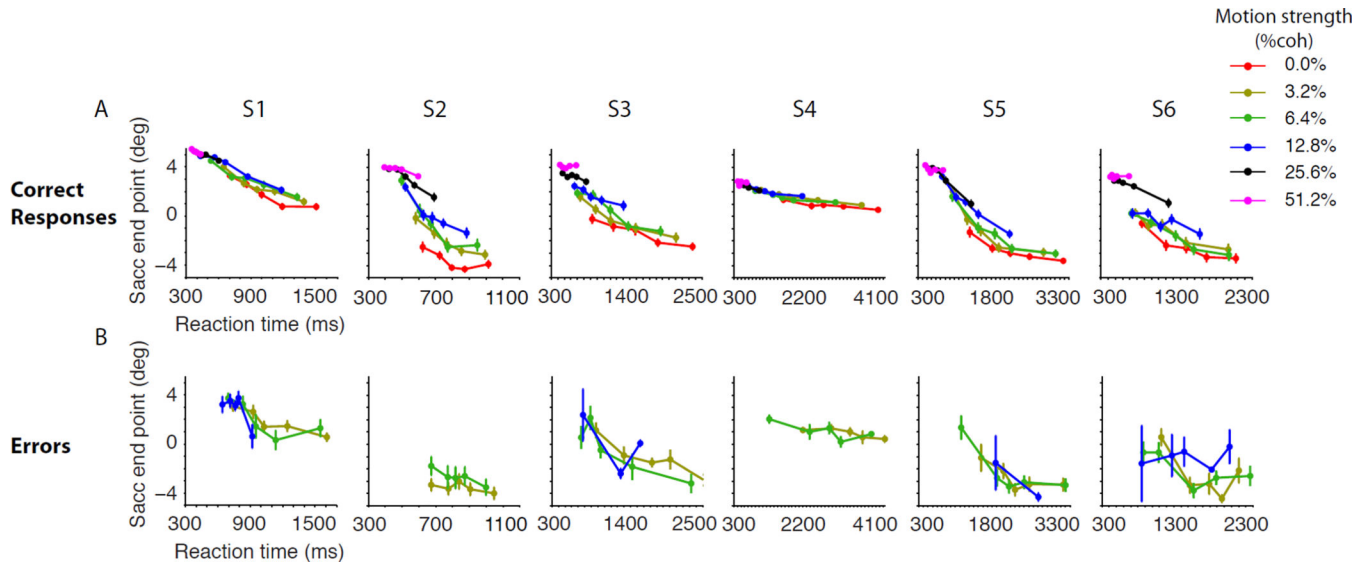 Motion strength
(%coh)
0.0%
3.2%
6.4%
12.8%
25.6%
51.2%
A
S1 S2 S3 S4 S5 S6
Correct
Responses
Sacc end point (deg)
4
0
−4
300 900 1500 300 700 1100 300 1400 2500 300 2200 4100 300 1800 3300 300 1300 2300
Reaction time (ms)
B
Errors
Sacc end point (deg)
4
0
−4
300 900 1500 300 700 1100 300 1400 2500 300 2200 4100 300 1800 3300 300 1300 2300
Reaction time (ms)